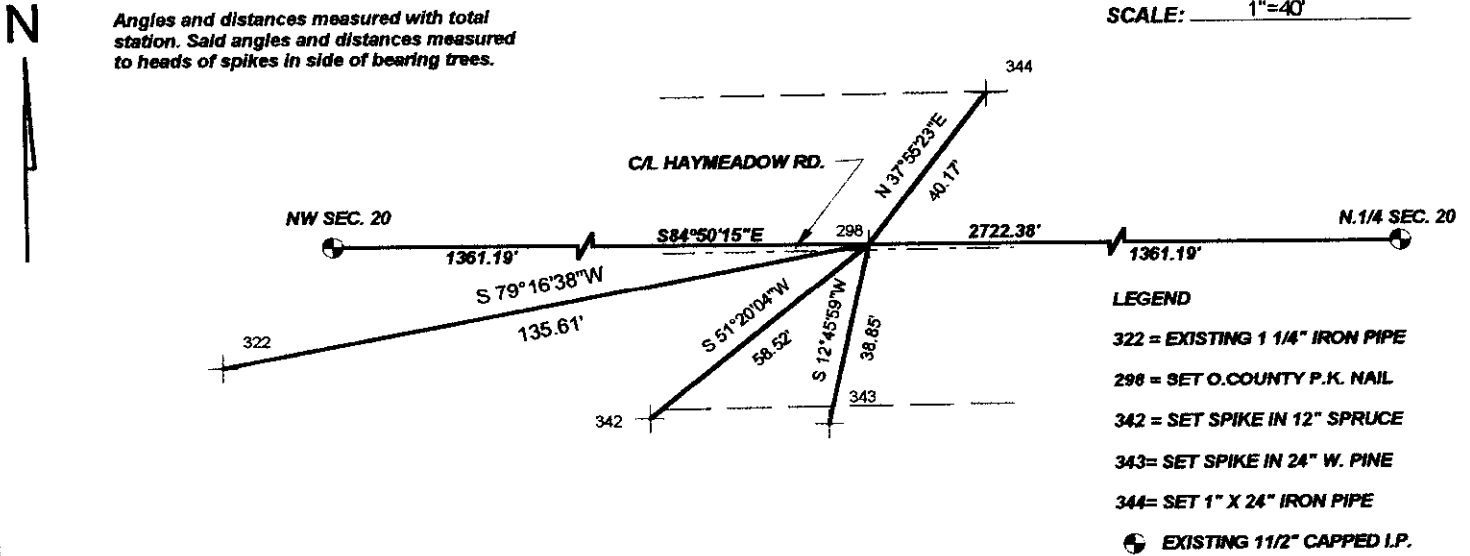 N
Angles and distances measured with total
station. Said angles and distances measured
to heads of spikes in side of bearing trees.
SCALE: 1"=40'
344
N 37°55'23"E
40.17'
C/L HAYMEADOW RD.
NW SEC. 20
N.1/4 SEC. 20
S84°50'15"E
298
2722.38'
1361.19'
1361.19'
S 79°16'38"W
135.61'
322
S 51°20'04"W
58.52'
S 12°45'59"W
38.85'
342
343
LEGEND
322 = EXISTING 1 1/4" IRON PIPE
298 = SET O.COUNTY P.K. NAIL
342 = SET SPIKE IN 12" SPRUCE
343= SET SPIKE IN 24" W. PINE
344= SET 1" X 24" IRON PIPE
EXISTING 11/2" CAPPED I.P.